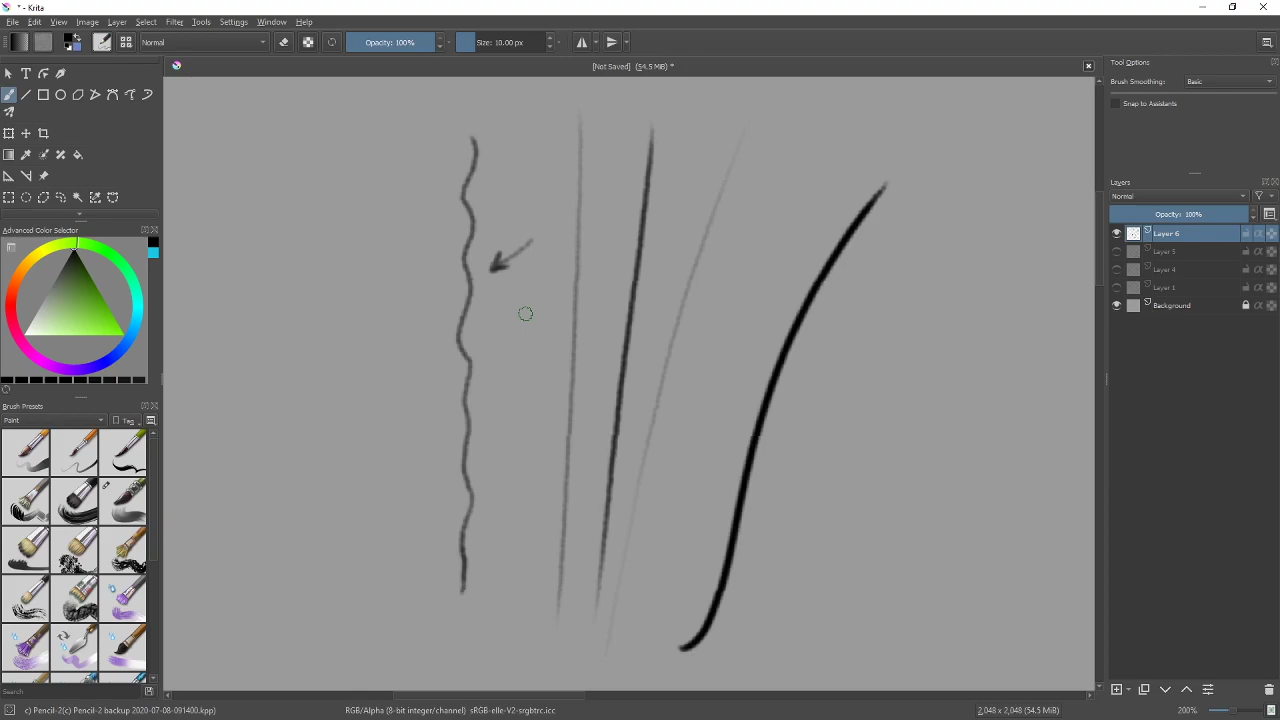 * - Krita
File Edit View Image Layer Select Filter Tools Settings Window Help
Normal Opacity: 100% Size: 10.00 px
[Not Saved] (54.5 MiB) *
Tool Options
Brush Smoothing: Basic
Snap to Assistants
Layers
Normal
Opacity: 100%
Layer 6
Layer 5
Layer 4
Layer 1
Background
Advanced Color Selector
Brush Presets
Paint Tag
Search
c) Pencil-2(c) Pencil-2 backup 2020-07-08-091400.kpp) RGB/Alpha (8-bit integer/channel) sRGB-elle-V2-srgbtrc.icc 2,048 x 2,048 (54.5 MiB) 200%